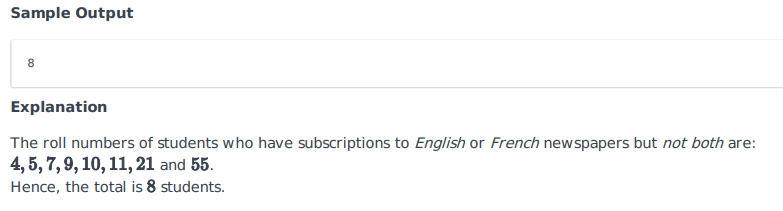 Sample Output
8
Explanation
The roll numbers of students who have subscriptions to English or French newspapers but not both are:
4, 5, 7, 9, 10, 11, 21 and 55.
Hence, the total is 8 students.